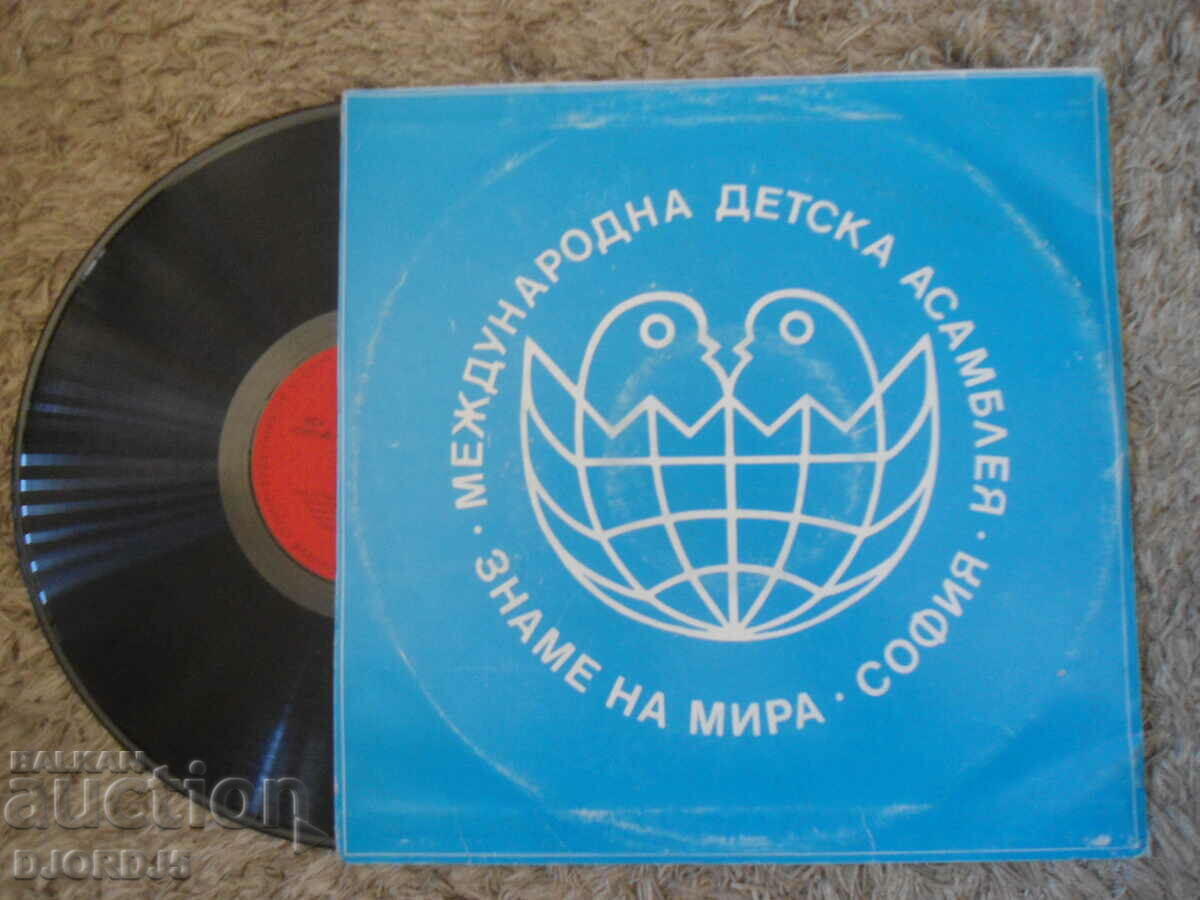 МЕЖДУНАРОДНА ДЕТСКА АСАМБЛЕЯ ·
ЗНАМЕ НА МИРА · СОФИЯ ·
BALKAN
auction
DJORDJ5